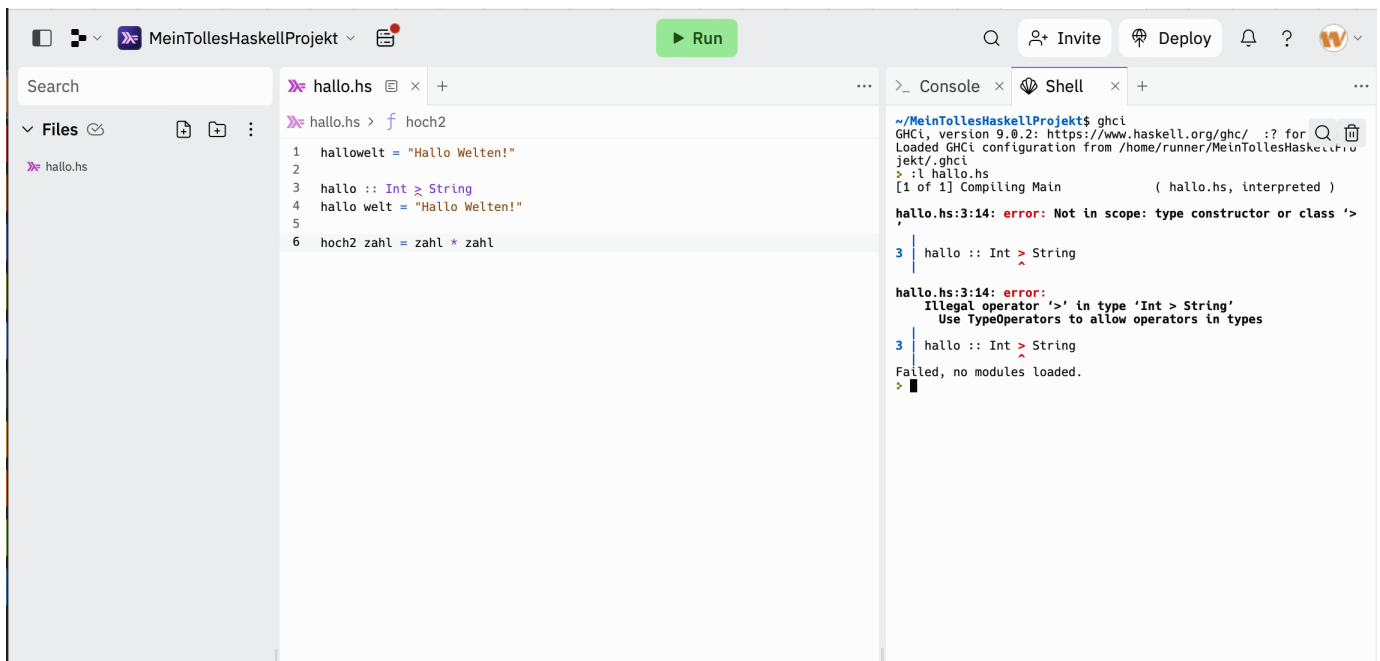 MeinTollesHaskellProjekt
Run
Invite
Deploy
Search
Files
hallo.hs
hallo.hs
hallo.hs > f hoch2
1 hallowelt = "Hallo Welten!"
2
3 hallo :: Int > String
4 hallo welt = "Hallo Welten!"
5
6 hoch2 zahl = zahl * zahl
>_ Console
Shell
~/MeinTollesHaskellProjekt$ ghci
GHCi, version 9.0.2: https://www.haskell.org/ghc/  :? for
Loaded GHCi configuration from /home/runner/MeinTollesHaskellPro
jekt/.ghci
> :l hallo.hs
[1 of 1] Compiling Main             ( hallo.hs, interpreted )
hallo.hs:3:14: error: Not in scope: type constructor or class ‘>
’
  |
3 | hallo :: Int > String
  |              ^
hallo.hs:3:14: error:
    Illegal operator ‘>’ in type ‘Int > String’
      Use TypeOperators to allow operators in types
  |
3 | hallo :: Int > String
  |              ^
Failed, no modules loaded.
>